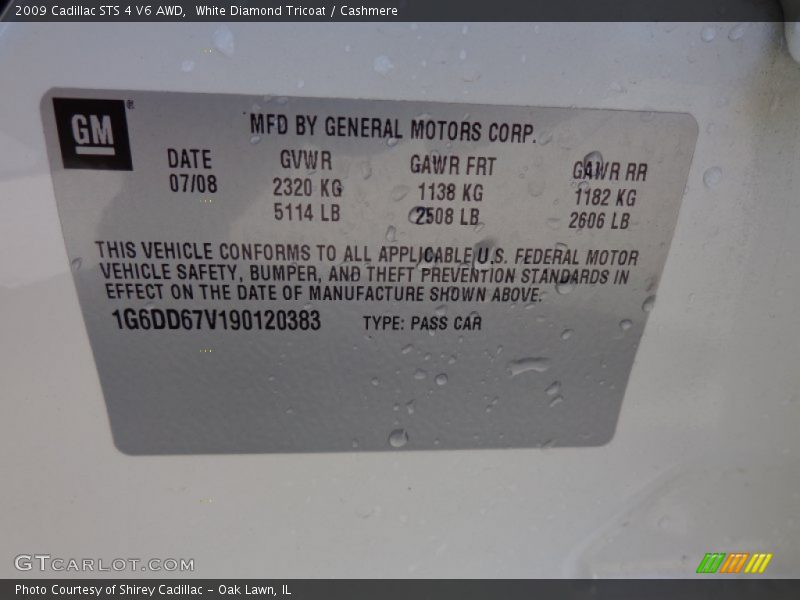 2009 Cadillac STS 4 V6 AWD,  White Diamond Tricoat / Cashmere
GM ®
MFD BY GENERAL MOTORS CORP.
DATE GVWR GAWR FRT GAWR RR
07/08 2320 KG 1138 KG 1182 KG
5114 LB 2508 LB 2606 LB
THIS VEHICLE CONFORMS TO ALL APPLICABLE U.S. FEDERAL MOTOR
VEHICLE SAFETY, BUMPER, AND THEFT PREVENTION STANDARDS IN
EFFECT ON THE DATE OF MANUFACTURE SHOWN ABOVE.
1G6DD67V190120383 TYPE: PASS CAR
GTCARLOT.COM
Photo Courtesy of Shirey Cadillac - Oak Lawn, IL